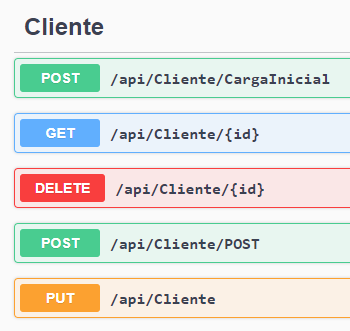 Cliente
POST /api/Cliente/CargaInicial
GET /api/Cliente/{id}
DELETE /api/Cliente/{id}
POST /api/Cliente/POST
PUT /api/Cliente